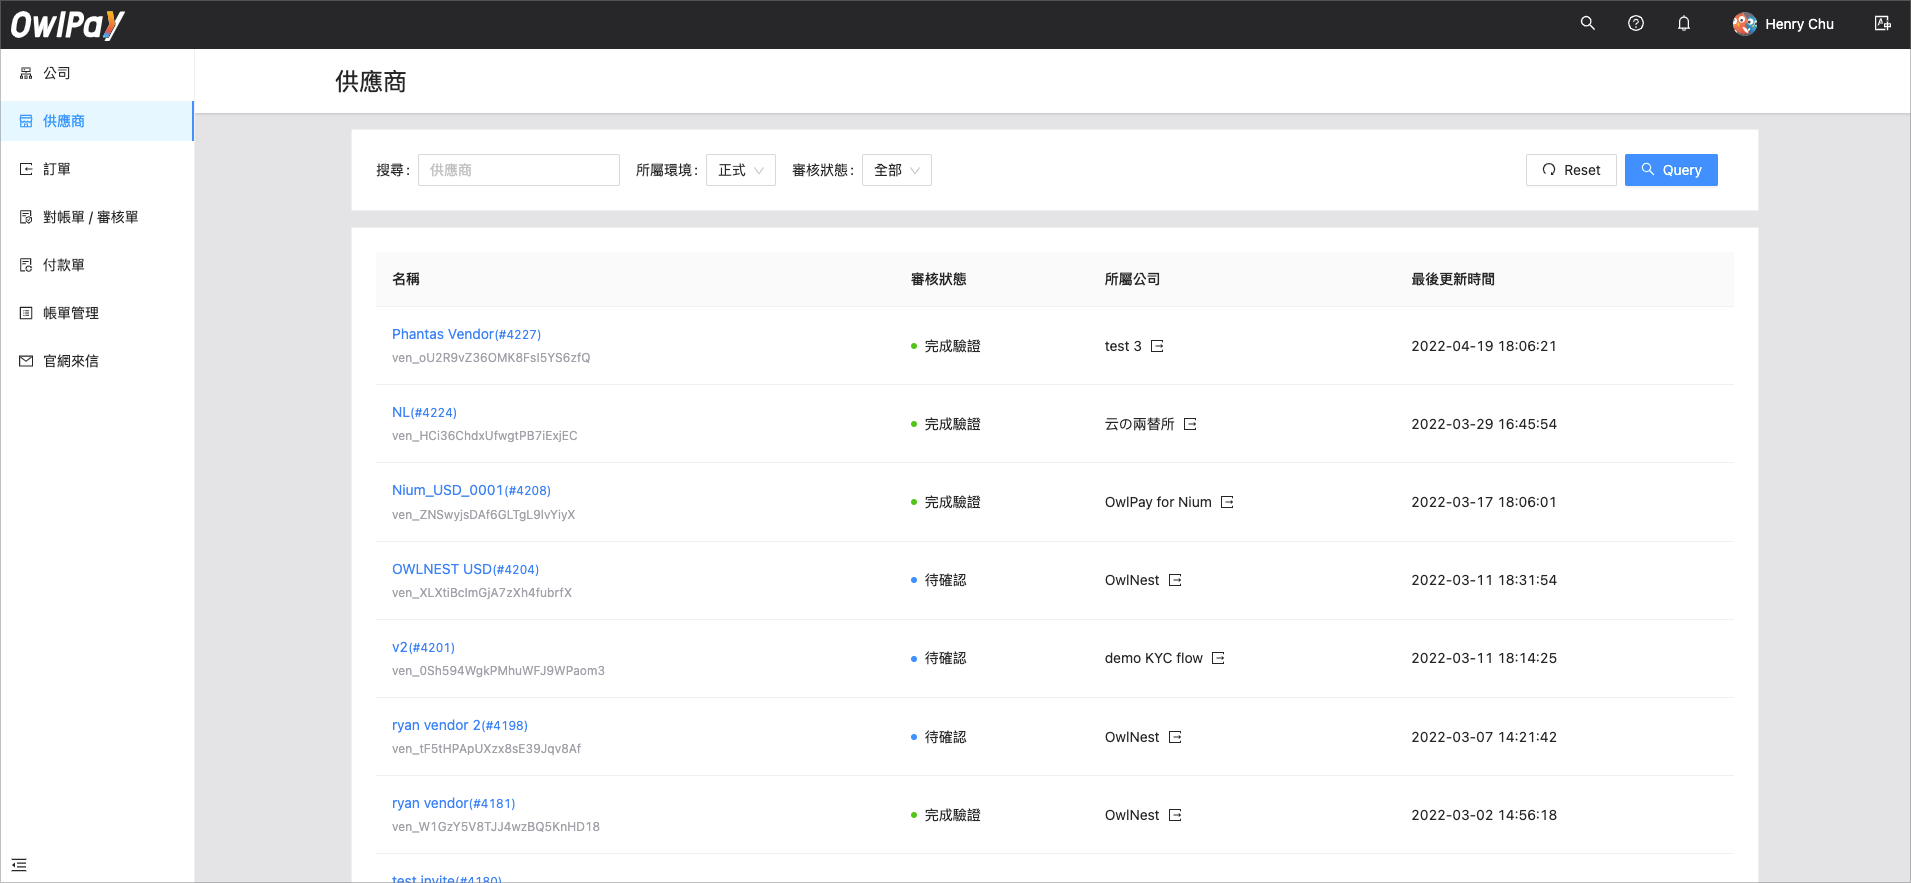 OwlPay
Henry Chu
公司
供應商
訂單
對帳單 / 審核單
付款單
帳單管理
官網來信
供應商
搜尋: 供應商 所屬環境: 正式 審核狀態: 全部 Reset Query
名稱 審核狀態 所屬公司 最後更新時間
Phantas Vendor(#4227)
ven_oU2R9vZ36OMK8FsI5YS6zfQ
完成驗證 test 3 2022-04-19 18:06:21
NL(#4224)
ven_HCi36ChdxUfwgtPB7iExjEC
完成驗證 云の兩替所 2022-03-29 16:45:54
Nium_USD_0001(#4208)
ven_ZNSwyjsDAf6GLTgL9lvYiyX
完成驗證 OwlPay for Nium 2022-03-17 18:06:01
OWLNEST USD(#4204)
ven_XLXtiBcImGjA7zXh4fubrfX
待確認 OwlNest 2022-03-11 18:31:54
v2(#4201)
ven_0Sh594WgkPMhuWFJ9WPaom3
待確認 demo KYC flow 2022-03-11 18:14:25
ryan vendor 2(#4198)
ven_tF5tHPApUXzx8sE39Jqv8Af
待確認 OwlNest 2022-03-07 14:21:42
ryan vendor(#4181)
ven_W1GzY5V8TJJ4wzBQ5KnHD18
完成驗證 OwlNest 2022-03-02 14:56:18
test invite(#4180)